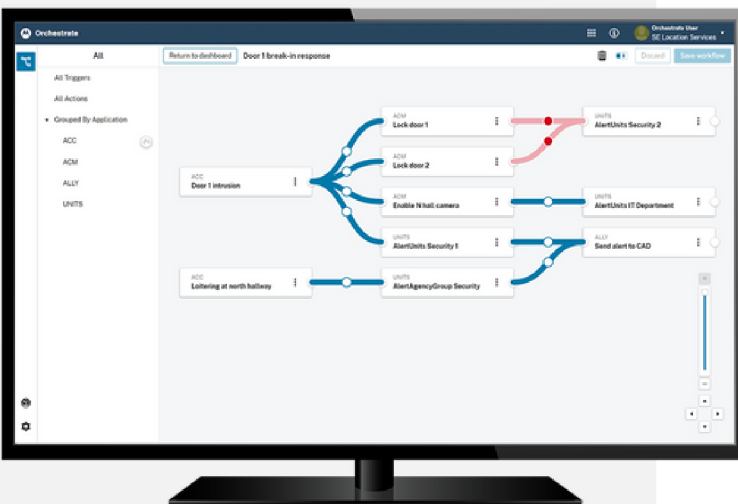 Orchestrate
Orchestrate User
SE Location Services
All
Return to dashboard
Door 1 break-in response
Discard
Save workflow
All Triggers
All Actions
Grouped By Application
ACC
ACM
ALLY
UNITS
ACC
Door 1 intrusion
ACC
Loitering at north hallway
ACM
Lock door 1
ACM
Lock door 2
ACM
Enable N hall camera
UNITS
AlertUnits Security 1
UNITS
AlertAgencyGroup Security
UNITS
AlertUnits Security 2
UNITS
AlertUnits IT Department
ALLY
Send alert to CAD